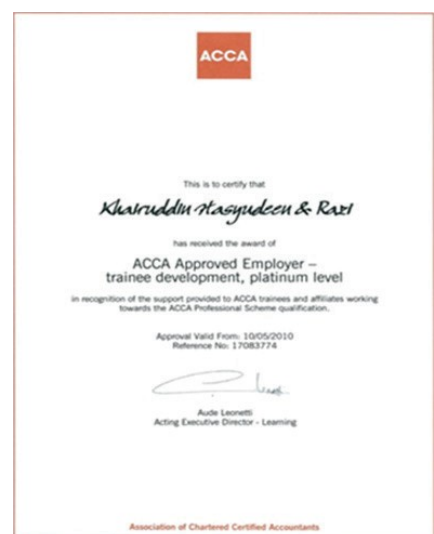 ACCA
This is to certify that
Khairuddin Hasyudeen & Razi
has received the award of
ACCA Approved Employer –
trainee development, platinum level
in recognition of the support provided to ACCA trainees and affiliates working
towards the ACCA Professional Scheme qualification.
Approval Valid From: 10/05/2010
Reference No: 17083774
Aude Leonetti
Acting Executive Director - Learning
Association of Chartered Certified Accountants